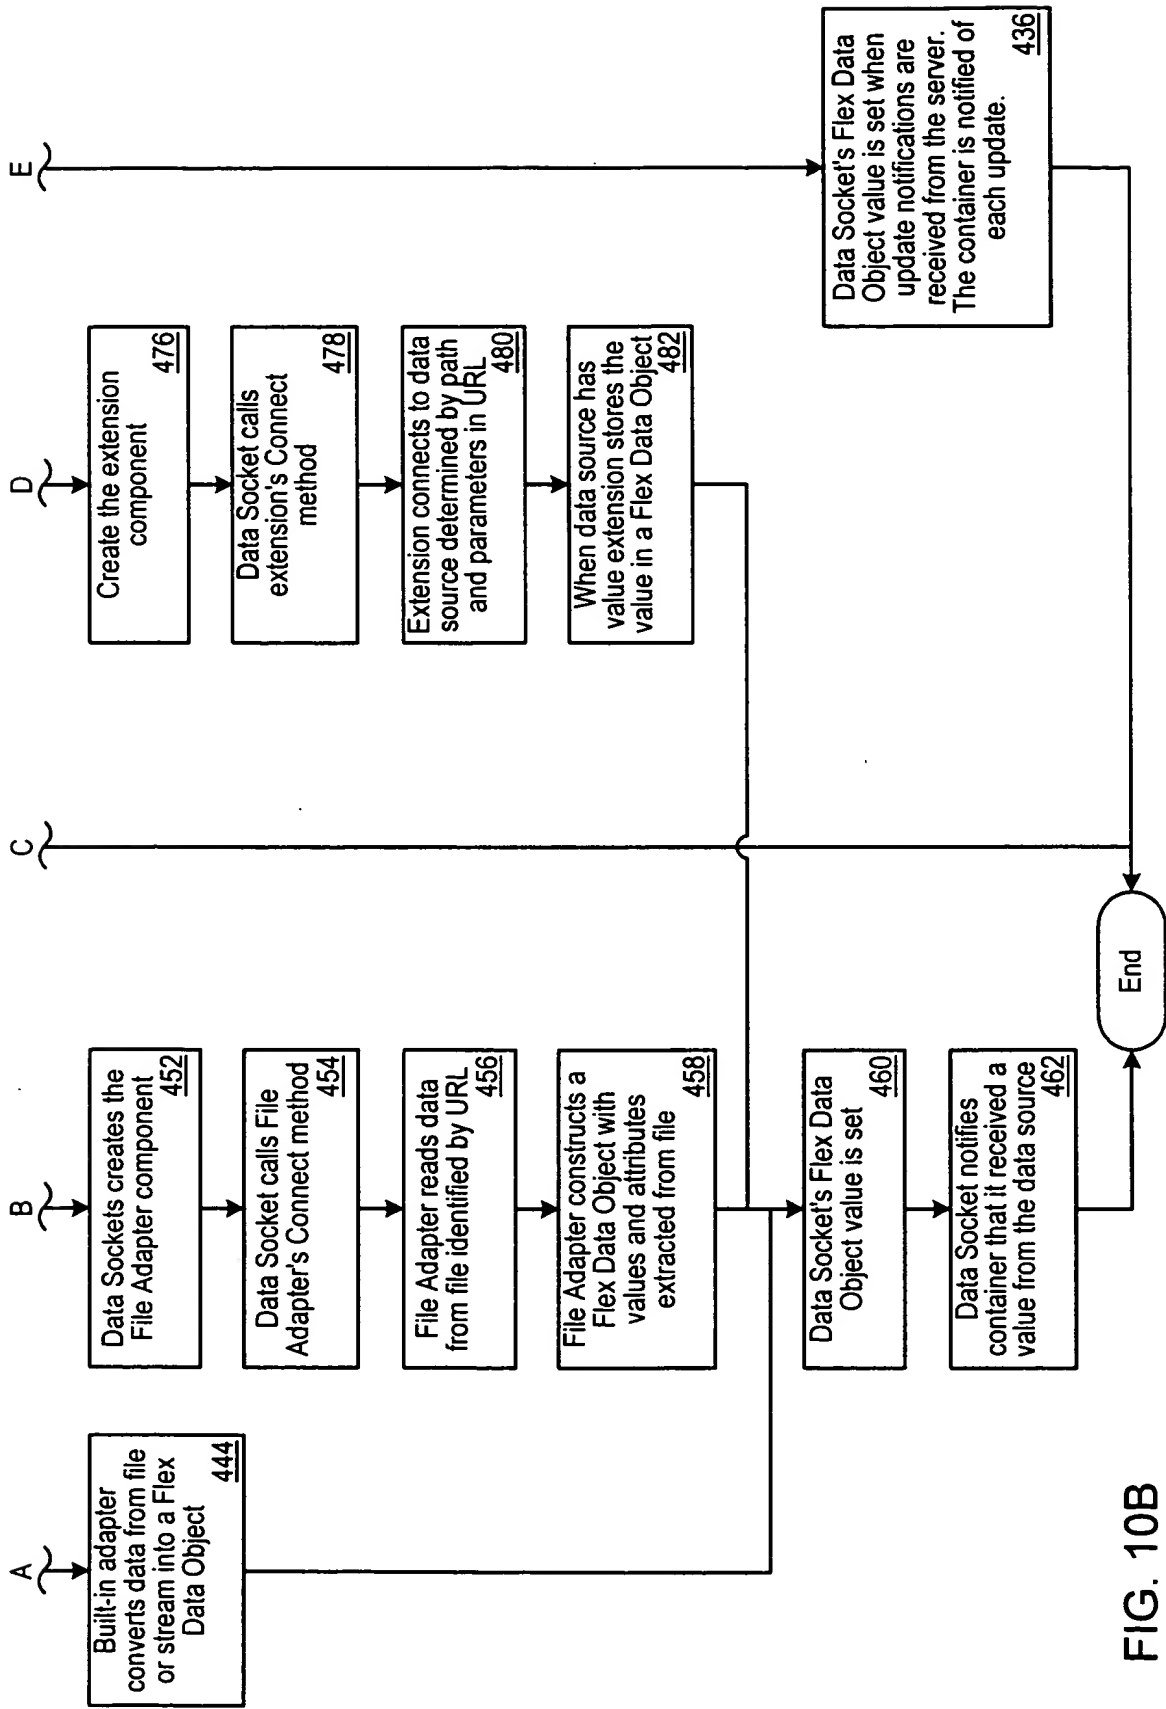 A
Built-in adapter
converts data from file
or stream into a Flex
Data Object
444
B
Data Sockets creates the
File Adapter component
452
Data Socket calls File
Adapter's Connect method
454
File Adapter reads data
from file identified by URL
456
File Adapter constructs a
Flex Data Object with
values and attributes
extracted from file
458
Data Socket's Flex Data
Object value is set
460
Data Socket notifies
container that it received a
value from the data source
462
C
End
D
Create the extension
component
476
Data Socket calls
extension's Connect
method
478
Extension connects to data
source determined by path
and parameters in URL
480
When data source has
value extension stores the
value in a Flex Data Object
482
E
Data Socket's Flex Data
Object value is set when
update notifications are
received from the server.
The container is notified of
each update.
436
FIG. 10B